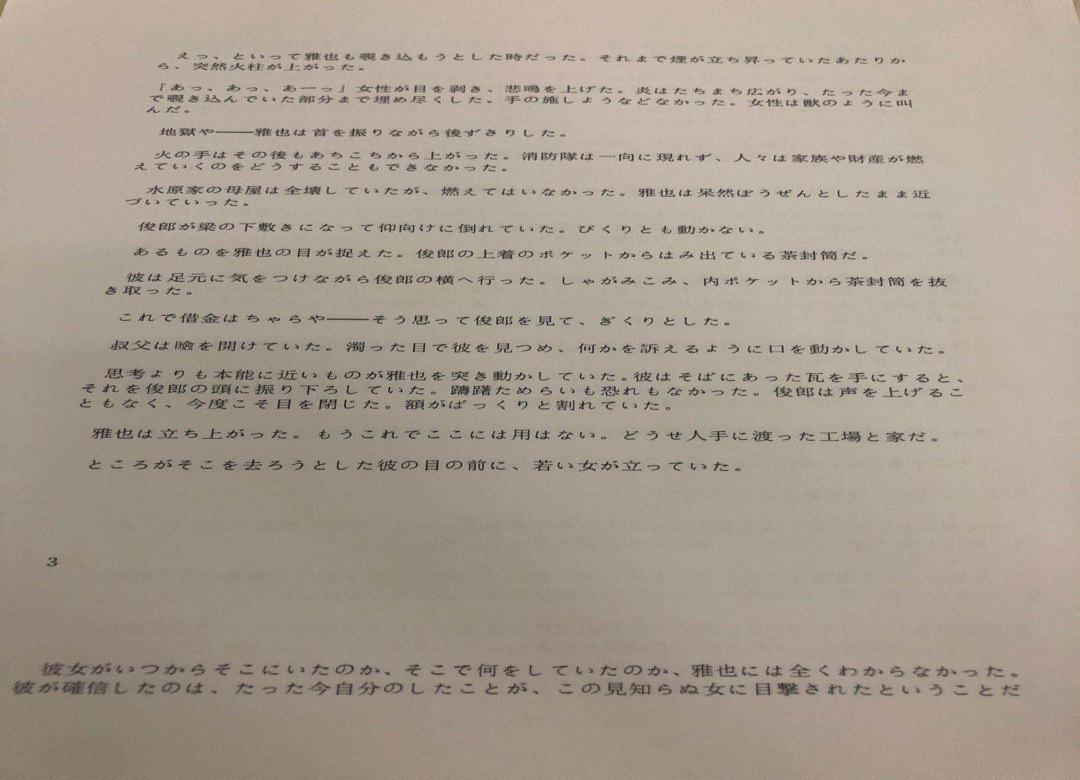 えっ、といって雅也も覗き込もうとした時だった。それまで煙が立ち昇っていたあたりか
ら、突然火柱が上がった。
「あっ、あっ、あーっ」女性が目を剥き、悲鳴を上げた。炎はたちまち広がり、たった今ま
で覗き込んでいた部分まで埋め尽くした。手の施しようなどなかった。女性は獣のように叫
んだ。
地獄や――雅也は首を振りながら後ずさりした。
火の手はその後もあちこちから上がった。消防隊は一向に現れず、人々は家族や財産が燃
えていくのをどうすることもできなかった。
水原家の母屋は全壊していたが、燃えてはいなかった。雅也は呆然ぼうぜんとしたまま近
づいていった。
俊郎が梁の下敷きになって仰向けに倒れていた。ぴくりとも動かない。
あるものを雅也の目が捉えた。俊郎の上着のポケットからはみ出ている茶封筒だ。
彼は足元に気をつけながら俊郎の横へ行った。しゃがみこみ、内ポケットから茶封筒を抜
き取った。
これで借金はちゃらや――そう思って俊郎を見て、ぎくりとした。
叔父は瞼を開けていた。濁った目で彼を見つめ、何かを訴えるように口を動かしていた。
思考よりも本能に近いものが雅也を突き動かしていた。彼はそばにあった瓦を手にすると、
それを俊郎の頭に振り下ろしていた。躊躇ためらいも恐れもなかった。俊郎は声を上げるこ
ともなく、今度こそ目を閉じた。額がぱっくりと割れていた。
雅也は立ち上がった。もうこれでここには用はない。どうせ人手に渡った工場と家だ。
ところがそこを去ろうとした彼の目の前に、若い女が立っていた。
3
彼女がいつからそこにいたのか、そこで何をしていたのか、雅也には全くわからなかった。
彼が確信したのは、たった今自分のしたことが、この見知らぬ女に目撃されたということだ